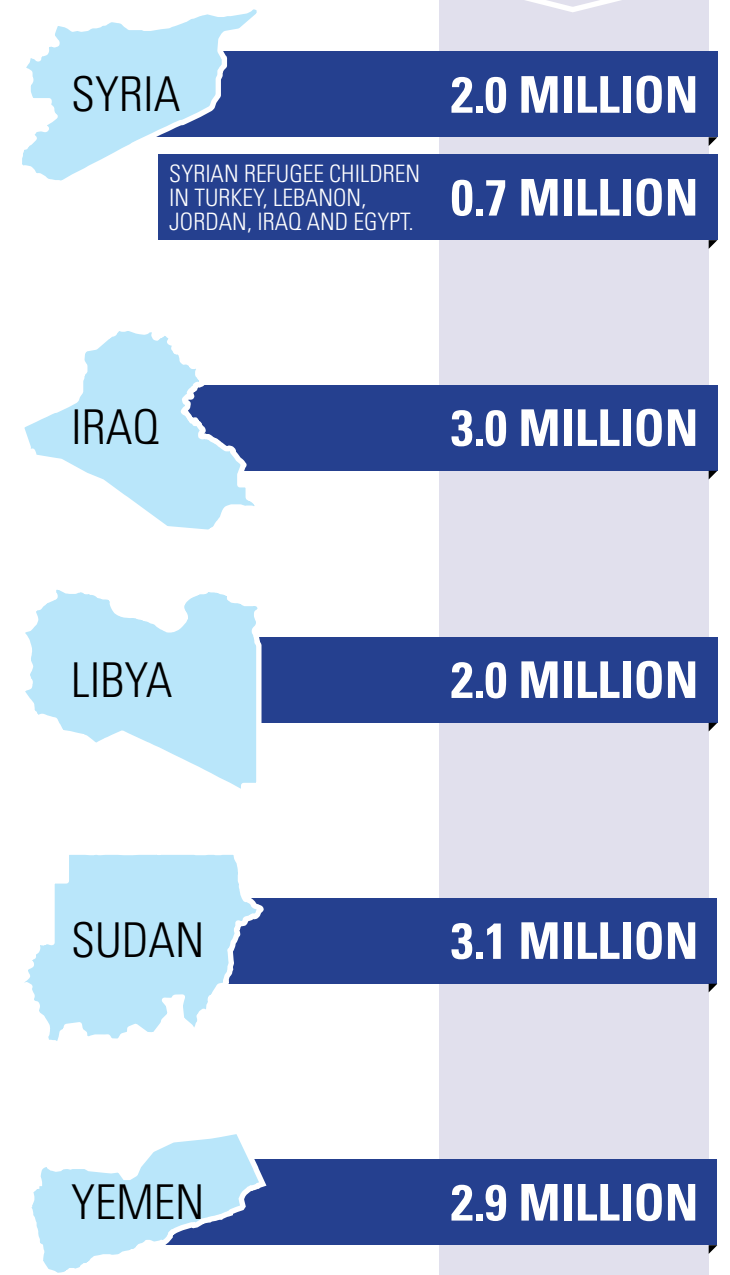 SYRIA
2.0 MILLION
SYRIAN REFUGEE CHILDREN
IN TURKEY, LEBANON,
JORDAN, IRAQ AND EGYPT.
0.7 MILLION
IRAQ
3.0 MILLION
LIBYA
2.0 MILLION
SUDAN
3.1 MILLION
YEMEN
2.9 MILLION